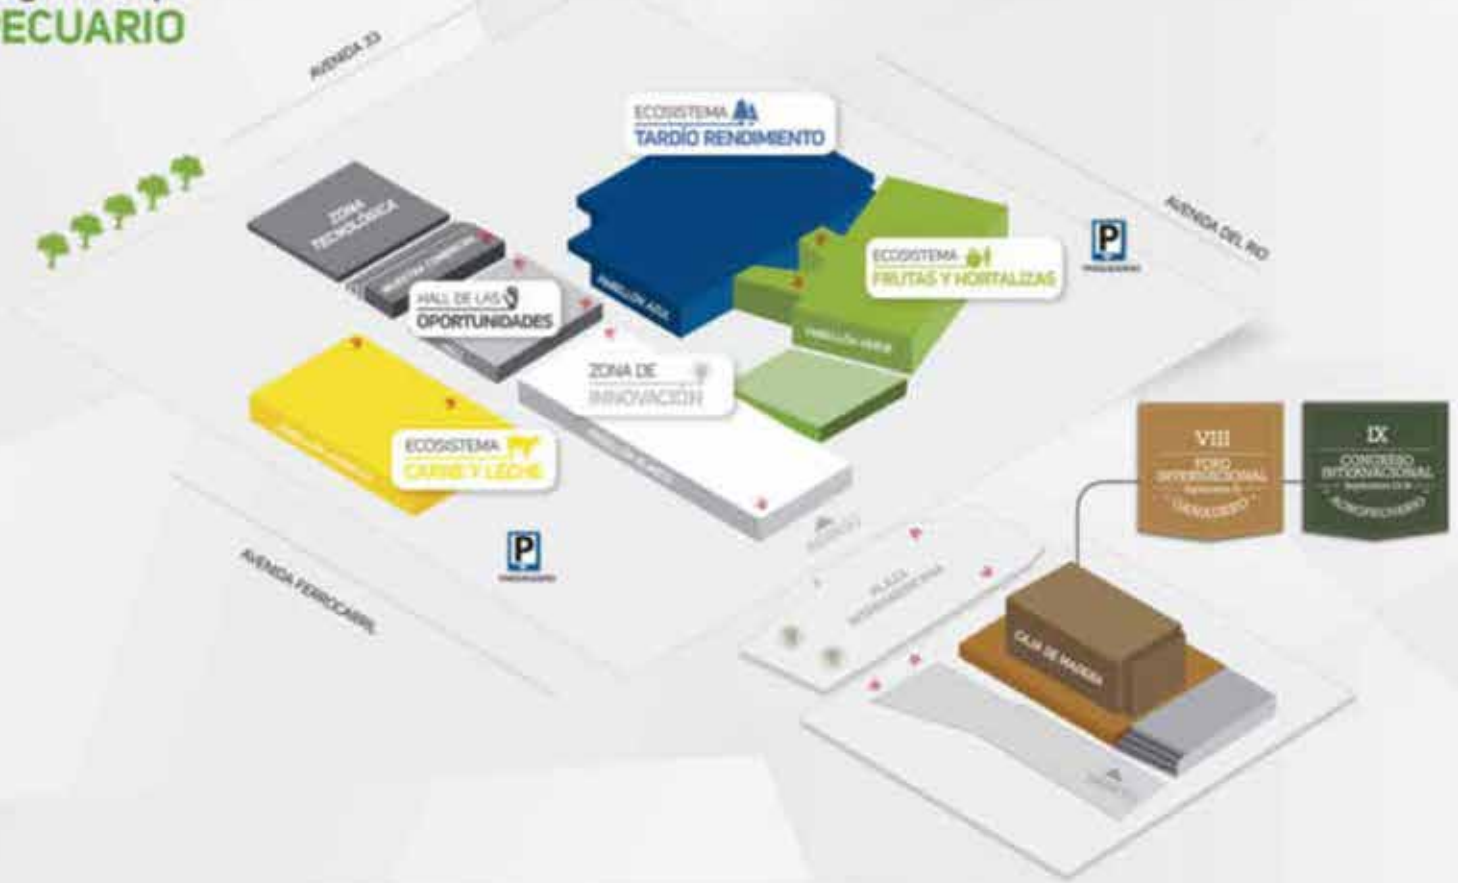 ECUARIO
AVENIDA 33
ECOSISTEMA
TARDÍO RENDIMIENTO
AVENIDA DEL RIO
ZONA
TECNOLÓGICA
P
ECOSISTEMA
FRUTAS Y HORTALIZAS
PABELLÓN AZUL
HALL DE LAS
OPORTUNIDADES
PABELLÓN VERDE
ZONA DE
INNOVACIÓN
ECOSISTEMA
CARNE Y LECHE
VIII
FORO
INTERNACIONAL
GANADERO
IX
CONGRESO
INTERNACIONAL
AGROPECUARIO
P
AVENIDA FERROCARRIL
PLAZA
CAJA DE MADERA